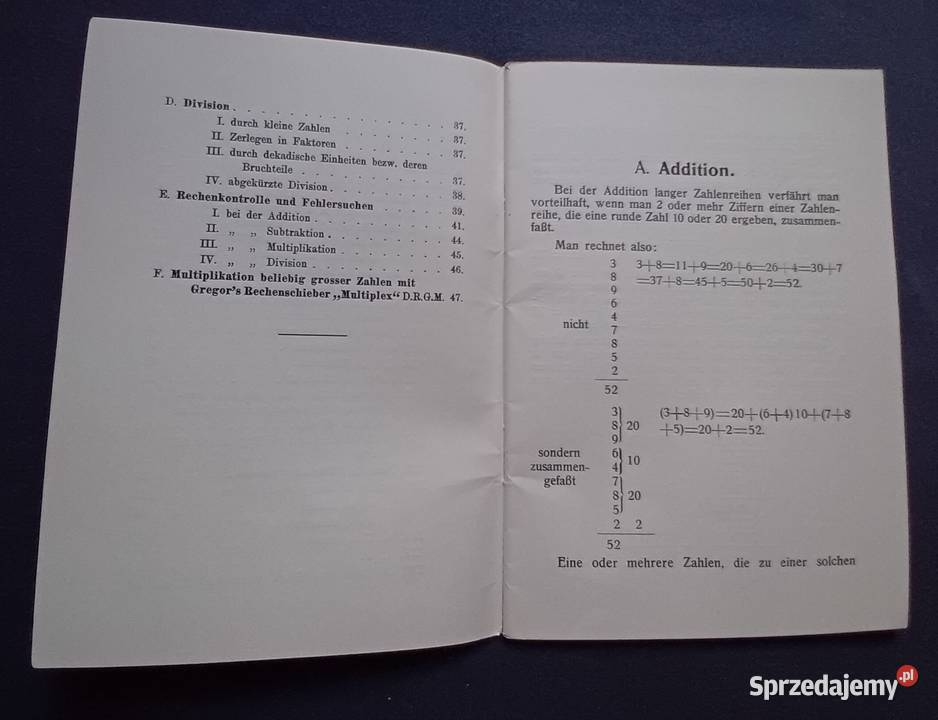 D. Division . . . . . . . . . . . . 37.
I. durch kleine Zahlen . . . . . . . 37.
II. Zerlegen in Faktoren . . . . . . . 37.
III. durch dekadische Einheiten bezw. deren
Bruchteile . . . . . . . . . 37.
IV. abgekürzte Division . . . . . . . 38.
E. Rechenkontrolle und Fehlersuchen . . . . 39.
I. bei der Addition . . . . . . . . 41.
II. „ „ Subtraktion . . . . . . . 44.
III. „ „ Multiplikation . . . . . . 45.
IV. „ „ Division . . . . . . . . 46.
F. Multiplikation beliebig grosser Zahlen mit
Gregor's Rechenschieber „Multiplex“ D.R.G.M. 47.
A. Addition.
Bei der Addition langer Zahlenreihen verfährt man
vorteilhaft, wenn man 2 oder mehr Ziffern einer Zahlen-
reihe, die eine runde Zahl 10 oder 20 ergeben, zusammen-
faßt.
Man rechnet also:
3 3+8=11+9=20+6=26+4=30+7
8 =37+8=45+5=50+2=52.
9
6
4
nicht
7
8
5
2
52
3 (3+8+9)=20+(6+4)10+(7+8
8 20 +5)=20+2=52.
9
sondern 6
zusammen- 4 10
gefaßt 7
8 20
5
2 2
52
Eine oder mehrere Zahlen, die zu einer solchen
Sprzedajemy.pl